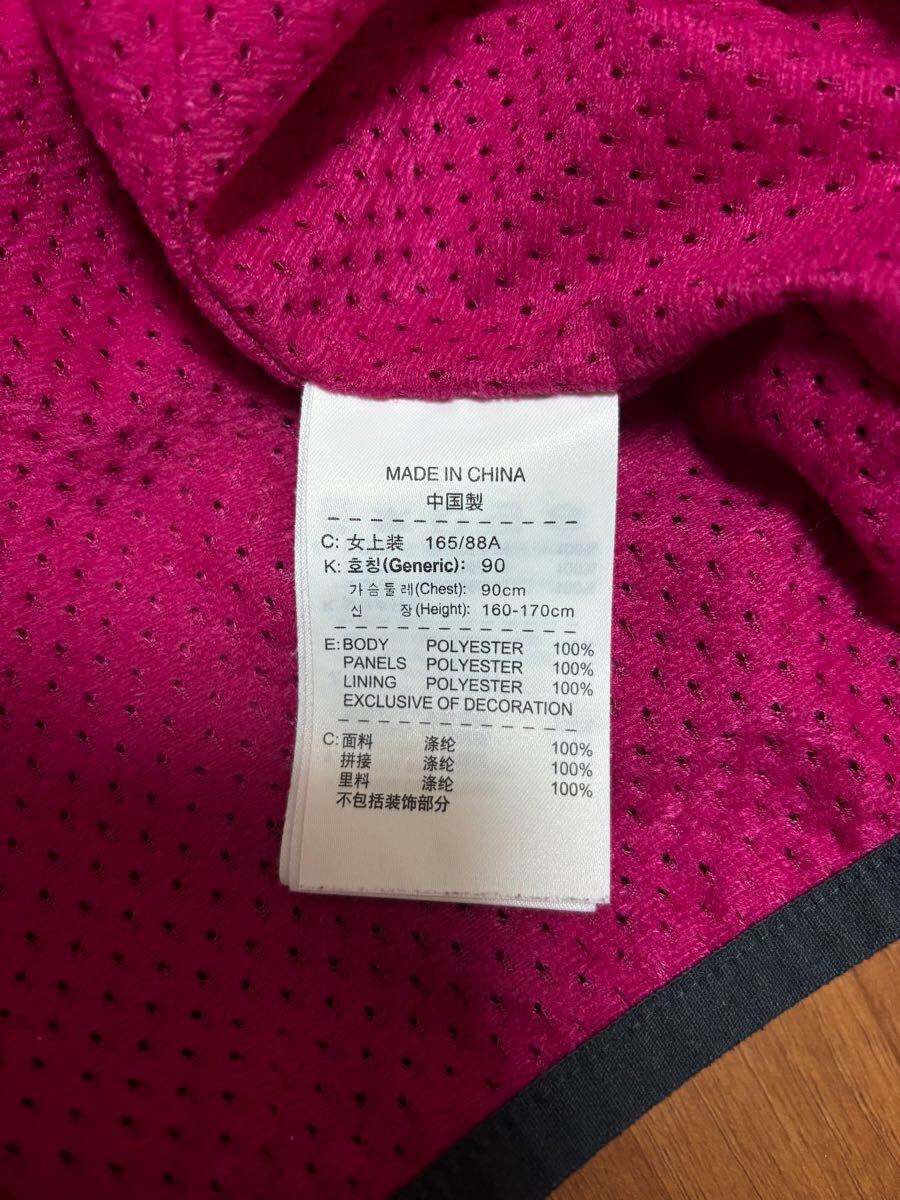 MADE IN CHINA
中国製
C: 女上装 165/88A
K: 호칭(Generic): 90
가슴둘레(Chest): 90cm
신 장(Height): 160-170cm
E: BODY POLYESTER 100%
PANELS POLYESTER 100%
LINING POLYESTER 100%
EXCLUSIVE OF DECORATION
C: 面料 涤纶 100%
拼接 涤纶 100%
里料 涤纶 100%
不包括装饰部分